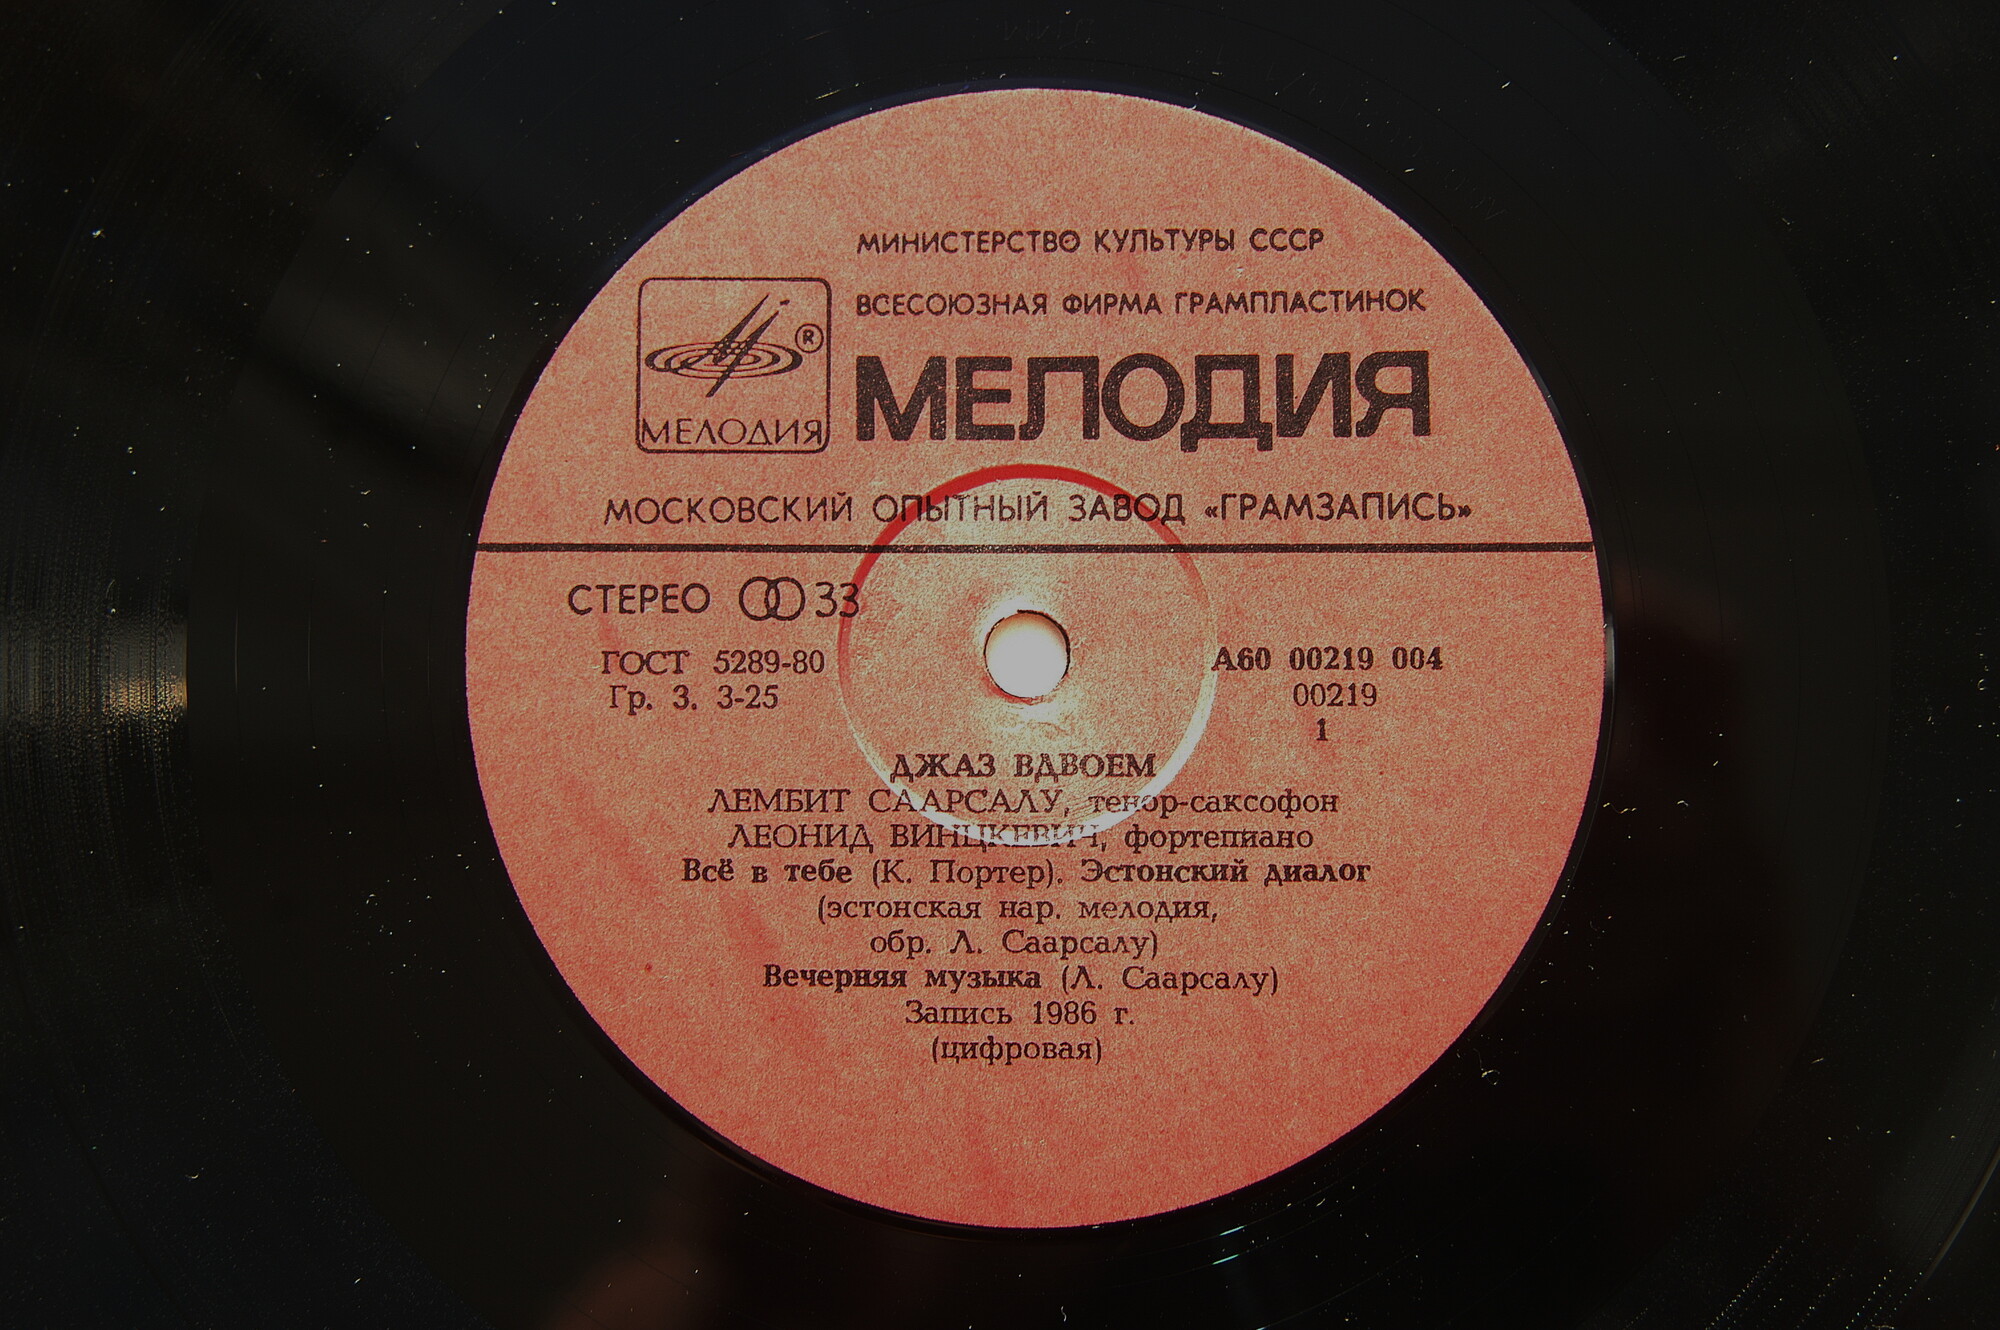 МИНИСТЕРСТВО КУЛЬТУРЫ СССР
ВСЕСОЮЗНАЯ ФИРМА ГРАМПЛАСТИНОК
®
МЕЛОДИЯ
МЕЛОДИЯ
МОСКОВСКИЙ ОПЫТНЫЙ ЗАВОД «ГРАМЗАПИСЬ»
СТЕРЕО 33
ГОСТ 5289-80
Гр. 3. 3-25
А60 00219 004
00219
1
ДЖАЗ ВДВОЕМ
ЛЕМБИТ СААРСАЛУ, тенор-саксофон
ЛЕОНИД ВИНЦКЕВИЧ, фортепиано
Всё в тебе (К. Портер). Эстонский диалог
(эстонская нар. мелодия,
обр. Л. Саарсалу)
Вечерняя музыка (Л. Саарсалу)
Запись 1986 г.
(цифровая)